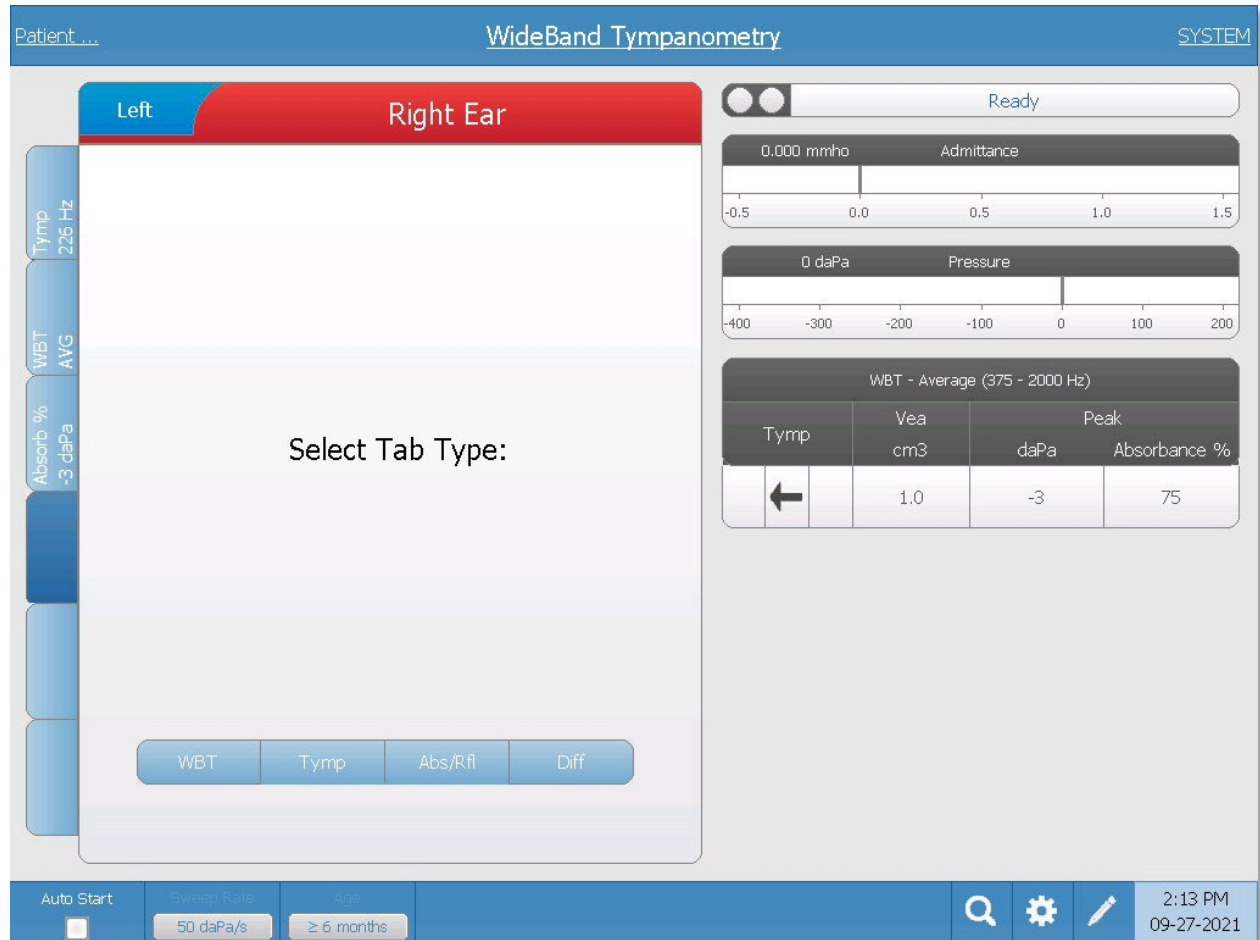 Patient ...
WideBand Tympanometry
SYSTEM
Left
Right Ear
Tymp
226 Hz
WBT
AVG
Absorb %
-3 daPa
Select Tab Type:
WBT
Tymp
Abs/Rfl
Diff
Ready
0.000 mmho
Admittance
-0.5 0.0 0.5 1.0 1.5
0 daPa
Pressure
-400 -300 -200 -100 0 100 200
WBT - Average (375 - 2000 Hz)
Tymp
Vea
cm3
Peak
daPa
Absorbance %
1.0
-3
75
Auto Start
Sweep Rate
50 daPa/s
Age
≥ 6 months
2:13 PM
09-27-2021